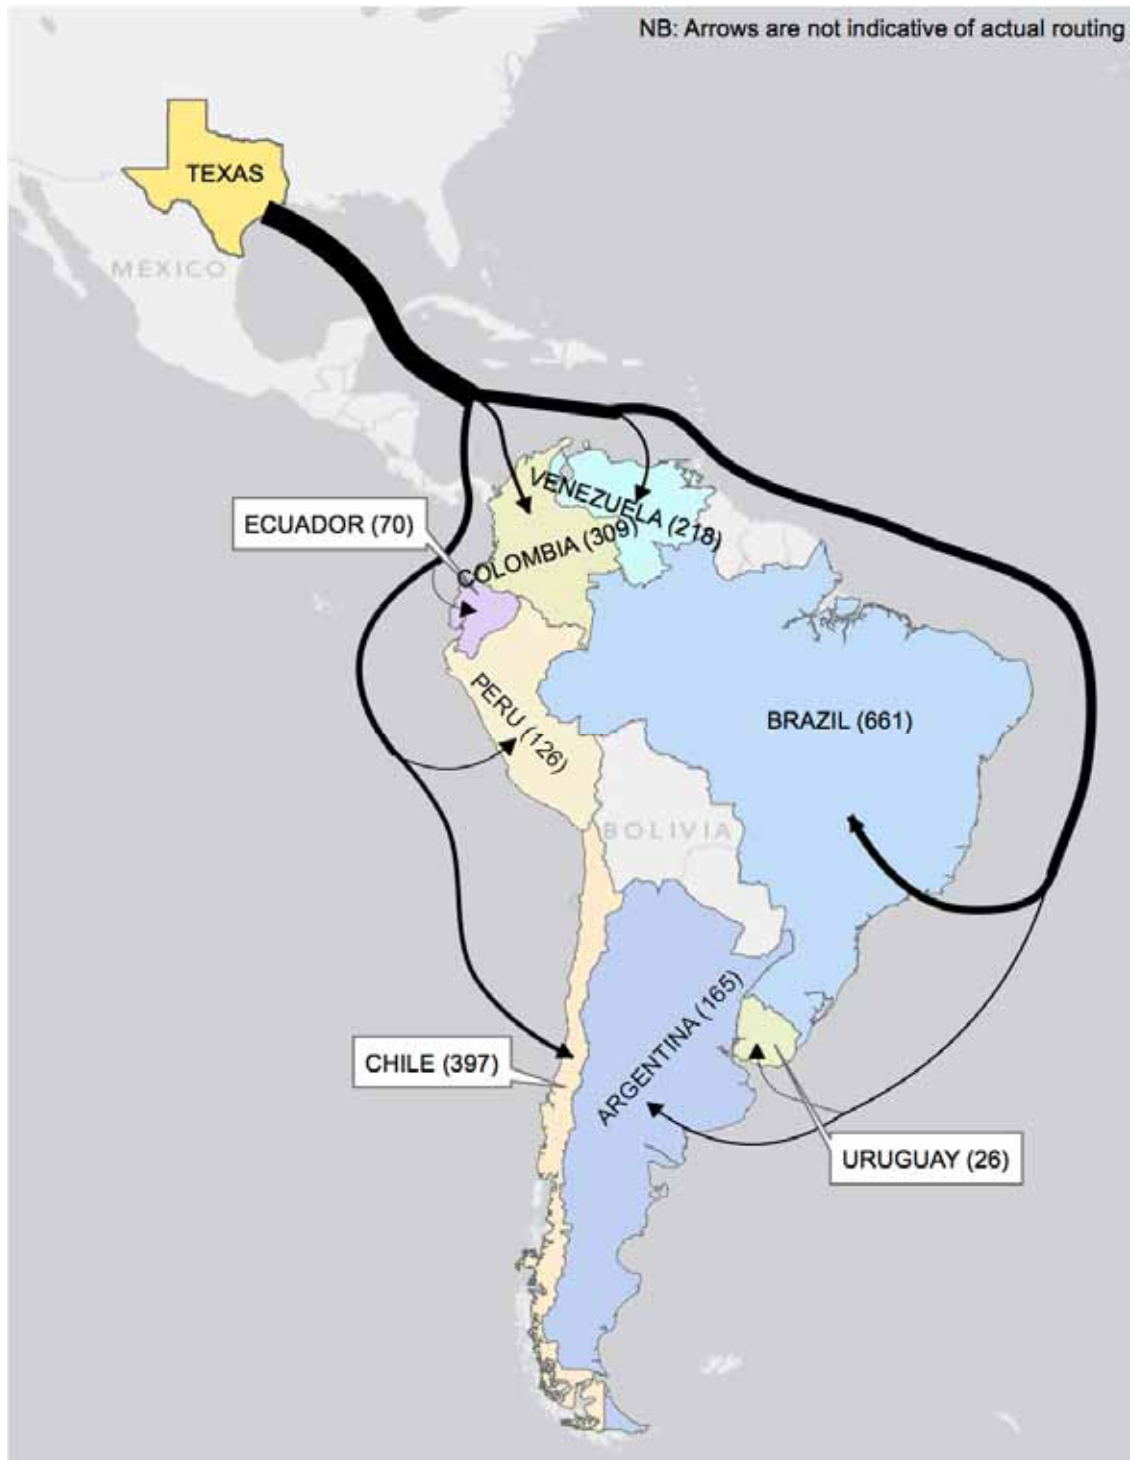 NB: Arrows are not indicative of actual routing
TEXAS
MÉXICO
VENEZUELA (218)
ECUADOR (70)
COLOMBIA (309)
PERU (126)
BRAZIL (661)
BOLIVIA
ARGENTINA (165)
CHILE (397)
URUGUAY (26)